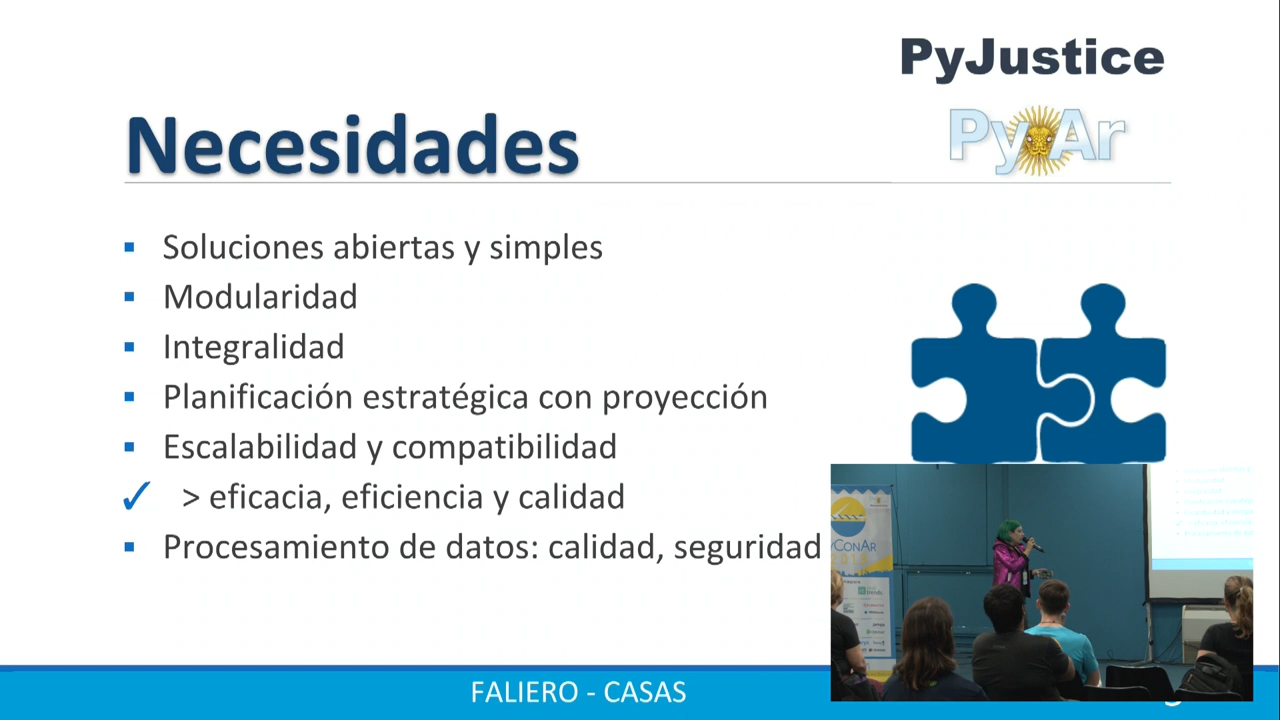 PyJustice
PyAr
Necesidades
▪ Soluciones abiertas y simples
▪ Modularidad
▪ Integralidad
▪ Planificación estratégica con proyección
▪ Escalabilidad y compatibilidad
✓ > eficacia, eficiencia y calidad
▪ Procesamiento de datos: calidad, seguridad
yConAr
FALIERO - CASAS